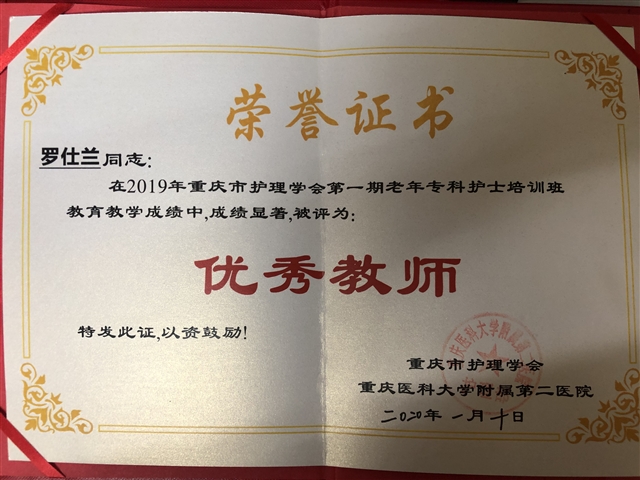 荣誉证书
罗仕兰同志:
在2019年重庆市护理学会第一期老年专科护士培训班
教育教学成绩中,成绩显著,被评为:
优秀教师
特发此证,以资鼓励!
重庆市护理学会
重庆医科大学附属第二医院
二〇二〇年一月十日